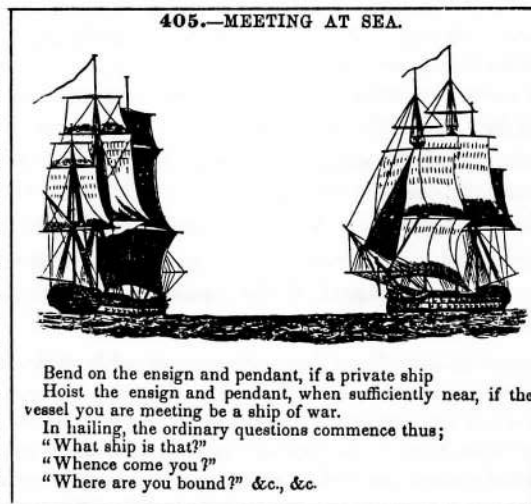 405.—MEETING AT SEA.
Bend on the ensign and pendant, if a private ship
Hoist the ensign and pendant, when sufficiently near, if the
vessel you are meeting be a ship of war.
In hailing, the ordinary questions commence thus;
"What ship is that?"
"Whence come you?"
"Where are you bound?" &c., &c.